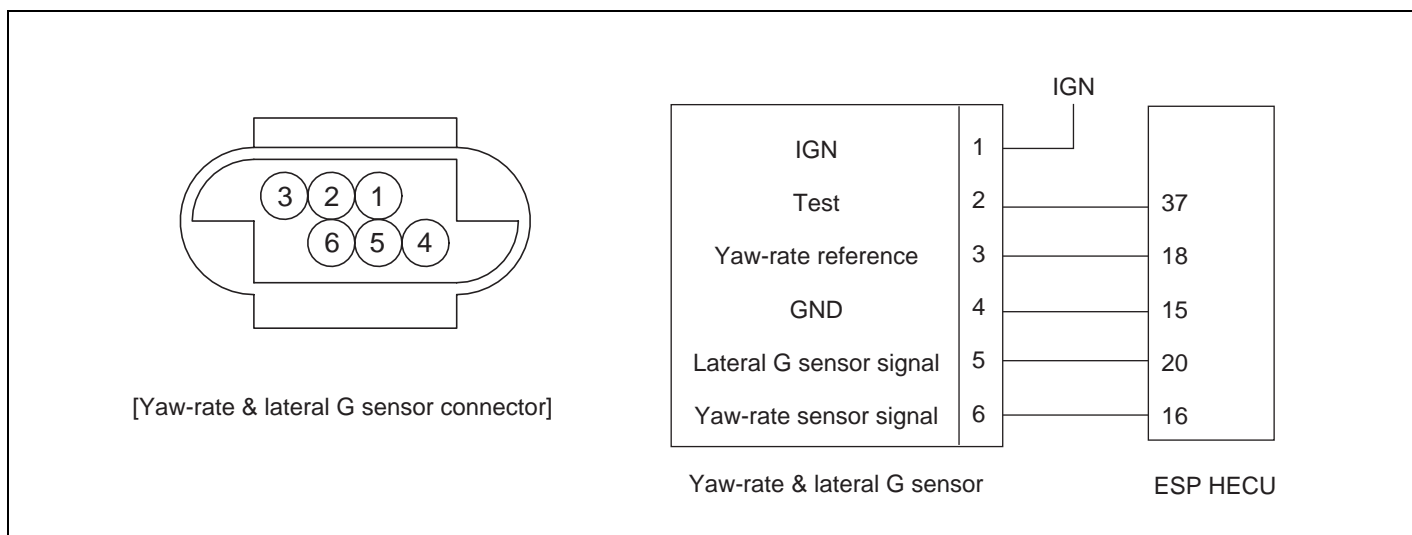 IGN
IGN 1
Test 2 37
3 2 1
Yaw-rate reference 3 18
6 5 4
GND 4 15
Lateral G sensor signal 5 20
[Yaw-rate & lateral G sensor connector]
Yaw-rate sensor signal 6 16
Yaw-rate & lateral G sensor
ESP HECU